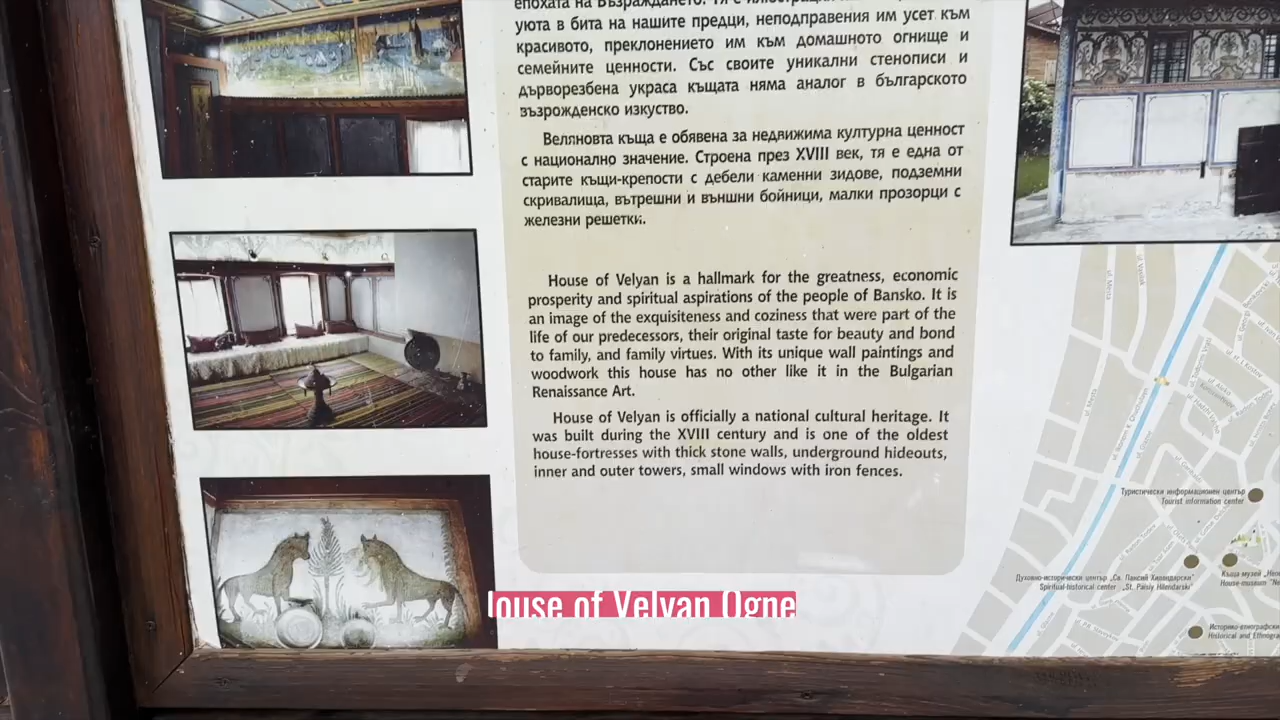 епохата на Възраждането. Тя е
уюта в бита на нашите предци, неподправения им усет към
красивото, преклонението им към домашното огнище и
семейните ценности. Със своите уникални стенописи и
дърворезбена украса къщата няма аналог в българското
възрожденско изкуство.
Веляновта къща е обявена за недвижима културна ценност
с национално значение. Строена през XVIII век, тя е една от
старите къщи-крепости с дебели каменни зидове, подземни
скривалища, вътрешни и външни бойници, малки прозорци с
железни решетки.
House of Velyan is a hallmark for the greatness, economic
prosperity and spiritual aspirations of the people of Bansko. It is
an image of the exquisiteness and coziness that were part of the
life of our predecessors, their original taste for beauty and bond
to family, and family virtues. With its unique wall paintings and
woodwork this house has no other like it in the Bulgarian
Renaissance Art.
House of Velyan is officially a national cultural heritage. It
was built during the XVIII century and is one of the oldest
house-fortresses with thick stone walls, underground hideouts,
inner and outer towers, small windows with iron fences.
Туристически информационен център
Tourist information center
Духовно-исторически център „Св. Паисий Хилендарски"
Spiritual-historical center „St. Paisiy Hilendarski"
Къща музей
House-museum
Историко-етнографски
Historical and Ethnogra
House of Velyan Ogne